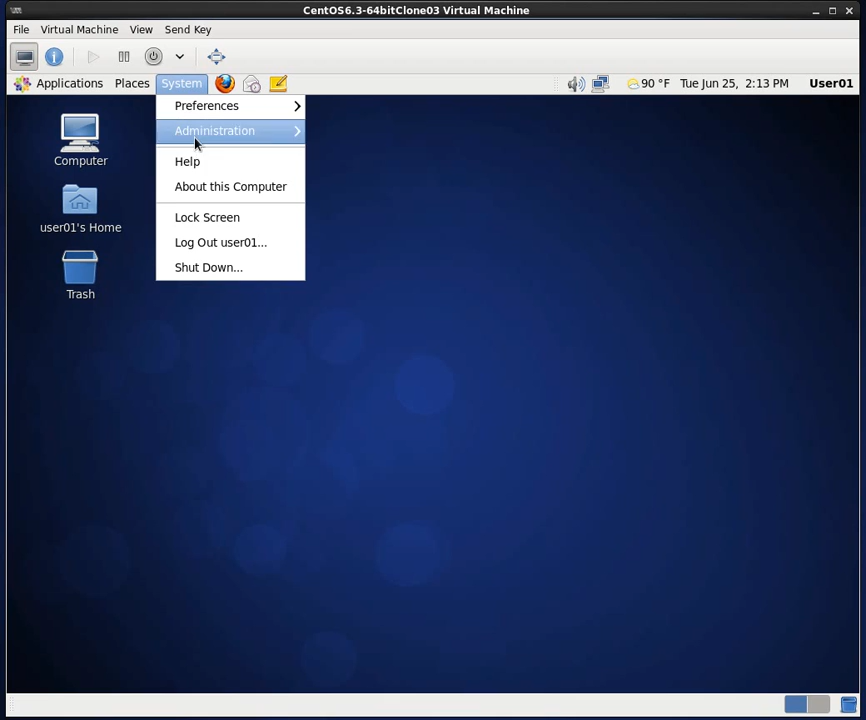 CentOS6.3-64bitClone03 Virtual Machine
File Virtual Machine View Send Key
Applications Places System 90 °F Tue Jun 25, 2:13 PM User01
Preferences
Administration
Help
About this Computer
Lock Screen
Log Out user01...
Shut Down...
Computer
user01's Home
Trash